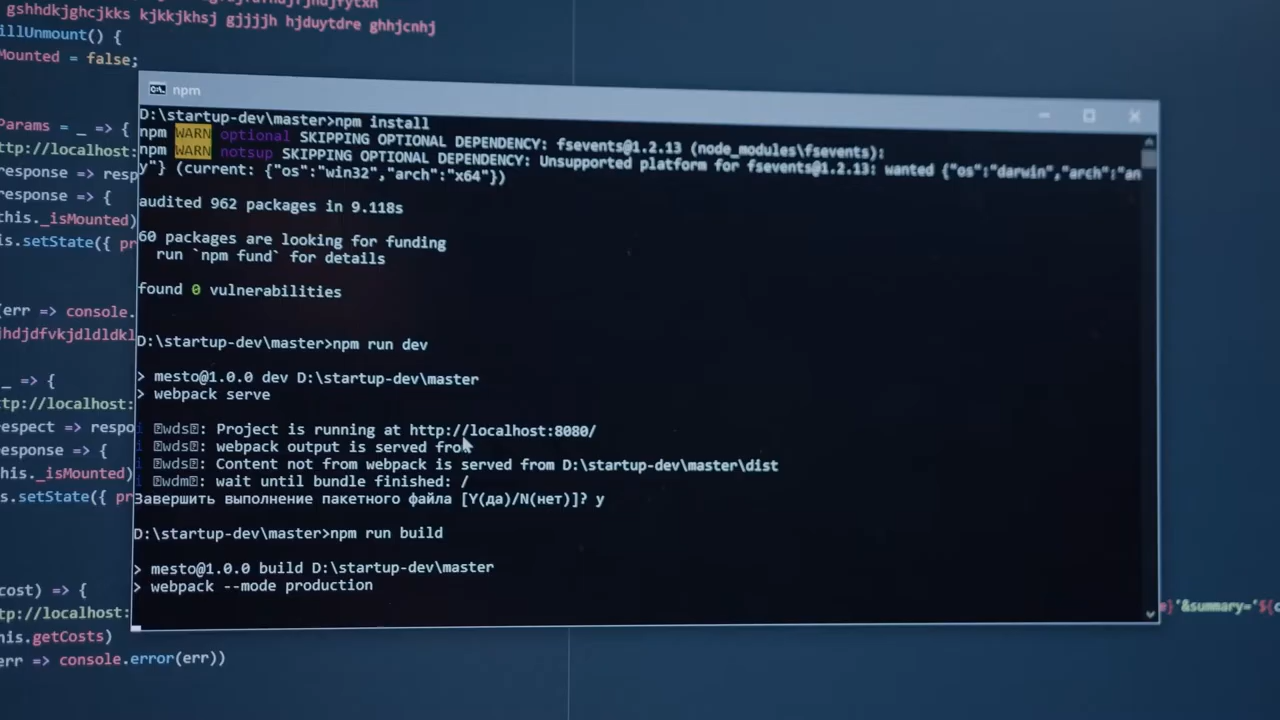 gshhdkjghcjkks kjkkjkhsj gjjjjh hjduytdre ghhjcnhj
illUnmount() {
Mounted = false;
npm
D:\startup-dev\master>npm install
npm WARN optional SKIPPING OPTIONAL DEPENDENCY: fsevents@1.2.13 (node_modules\fsevents):
npm WARN notsup SKIPPING OPTIONAL DEPENDENCY: Unsupported platform for fsevents@1.2.13: wanted {"os":"darwin","arch":"an
y"} (current: {"os":"win32","arch":"x64"})
audited 962 packages in 9.118s
60 packages are looking for funding
run `npm fund` for details
found 0 vulnerabilities
D:\startup-dev\master>npm run dev
> mesto@1.0.0 dev D:\startup-dev\master
> webpack serve
i ｢wds｣: Project is running at http://localhost:8080/
i ｢wds｣: webpack output is served from
i ｢wds｣: Content not from webpack is served from D:\startup-dev\master\dist
i ｢wdm｣: wait until bundle finished: /
Завершить выполнение пакетного файла [Y(да)/N(нет)]? y
D:\startup-dev\master>npm run build
> mesto@1.0.0 build D:\startup-dev\master
> webpack --mode production
Params = _ => {
ttp://localhost:
response => resp
response => {
this._isMounted)
is.setState({ pr
(err => console.
hjdjdfvkjdldldkl
_ => {
ttp://localhost:
respect => respo
response => {
this._isMounted)
s.setState({ pr
cost) => {
ttp://localhost:
his.getCosts)
err => console.error(err))
e}'&summary='${c